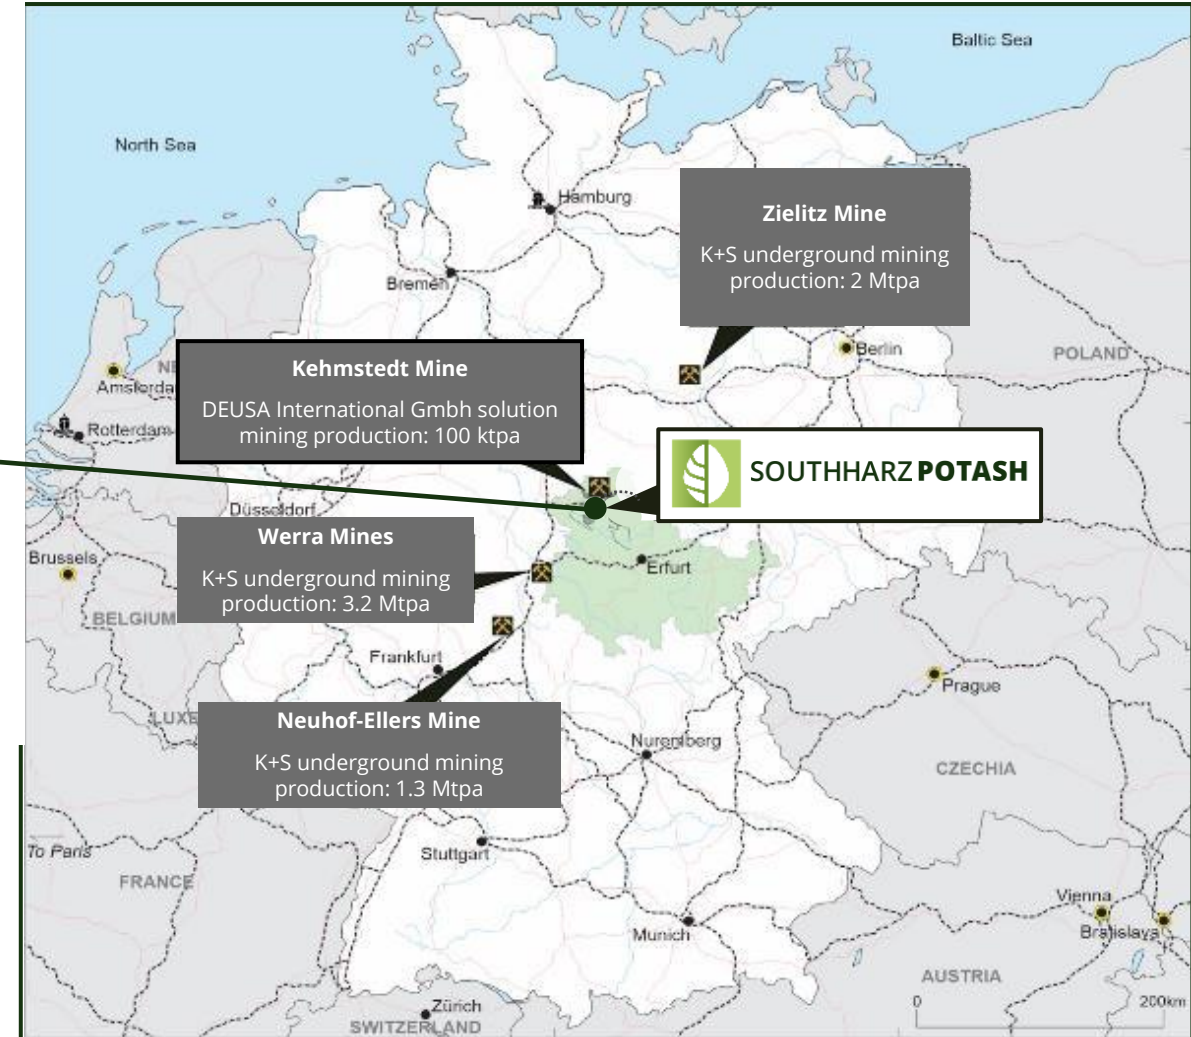 Baltic Sea
North Sea
Hamburg
Zielitz Mine
K+S underground mining
production: 2 Mtpa
Bremen
Berlin
POLAND
NE
Amsterda
Kehmstedt Mine
DEUSA International Gmbh solution
mining production: 100 ktpa
Rotterdam
SOUTHHARZ POTASH
Düsseldorf
Werra Mines
K+S underground mining
production: 3.2 Mtpa
Brussels
Erfurt
BELGIUM
Frankfurt
Prague
LUXE
Neuhof-Ellers Mine
K+S underground mining
production: 1.3 Mtpa
Nuremberg
CZECHIA
To Paris
Stuttgart
FRANCE
Vienna
Bratislava
Munich
AUSTRIA
0 200km
Zürich
SWITZERLAND